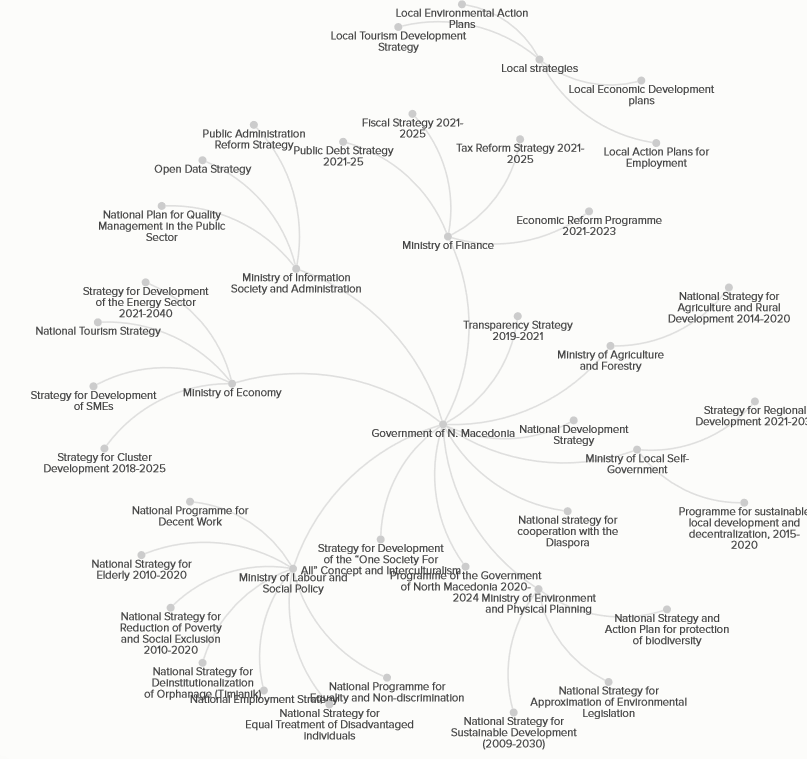 Local Environmental Action
Plans
Local Tourism Development
Strategy
Local strategies
Local Economic Development
plans
Local Action Plans for
Employment
Fiscal Strategy 2021-
2025
Public Administration
Reform Strategy
Public Debt Strategy
2021-25
Tax Reform Strategy 2021-
2025
Open Data Strategy
National Plan for Quality
Management in the Public
Sector
Economic Reform Programme
2021-2023
Ministry of Finance
Ministry of Information
Society and Administration
Strategy for Development
of the Energy Sector
2021-2040
National Tourism Strategy
National Strategy for
Agriculture and Rural
Development 2014-2020
Transparency Strategy
2019-2021
Ministry of Agriculture
and Forestry
Strategy for Development
of SMEs
Ministry of Economy
Strategy for Regional
Development 2021-203
Government of N. Macedonia
National Development
Strategy
Strategy for Cluster
Development 2018-2025
Ministry of Local Self-
Government
National Programme for
Decent Work
National strategy for
cooperation with the
Diaspora
Programme for sustainable
local development and
decentralization, 2015-
2020
Strategy for Development
of the "One Society For
All" Concept and Interculturalism
National Strategy for
Elderly 2010-2020
Ministry of Labour and
Social Policy
Programme of the Government
of North Macedonia 2020-
2024
Ministry of Environment
and Physical Planning
National Strategy for
Reduction of Poverty
and Social Exclusion
2010-2020
National Strategy and
Action Plan for protection
of biodiversity
National Strategy for
Deinstitutionalization
of Orphanage (Timjanik)
National Employment Strategy
National Programme for
Equality and Non-discrimination
National Strategy for
Equal Treatment of Disadvantaged
individuals
National Strategy for
Approximation of Environmental
Legislation
National Strategy for
Sustainable Development
(2009-2030)